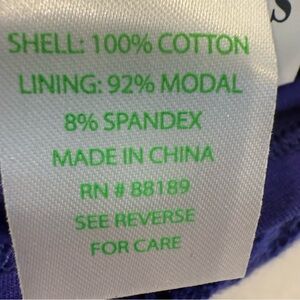 SHELL: 100% COTTON
LINING: 92% MODAL
8% SPANDEX
MADE IN CHINA
RN # 88189
SEE REVERSE
FOR CARE